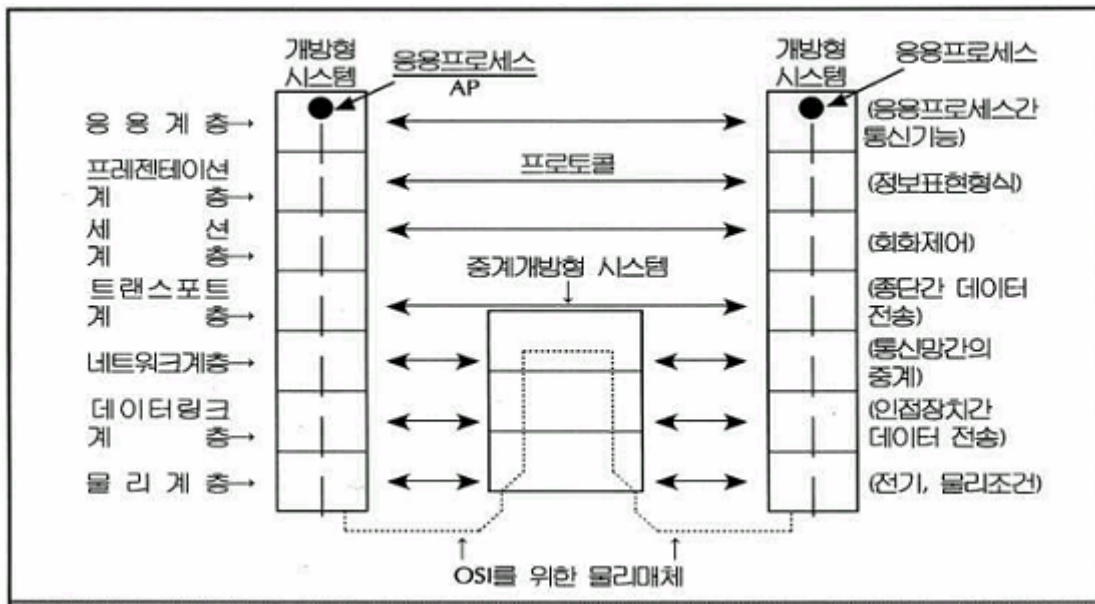 개방형
시스템
응용프로세스
AP
개방형
시스템
응용프로세스
응 용 계 층→
(응용프로세스간
통신기능)
프레젠테이션
계 층→
프로토콜
(정보표현형식)
세 션
계 층→
(회화제어)
중계개방형 시스템
트랜스포트
계 층→
(종단간 데이터
전송)
네트워크계층→
(통신망간의
중계)
데이터링크
계 층→
(인접장치간
데이터 전송)
물 리 계 층→
(전기, 물리조건)
OSI를 위한 물리매체